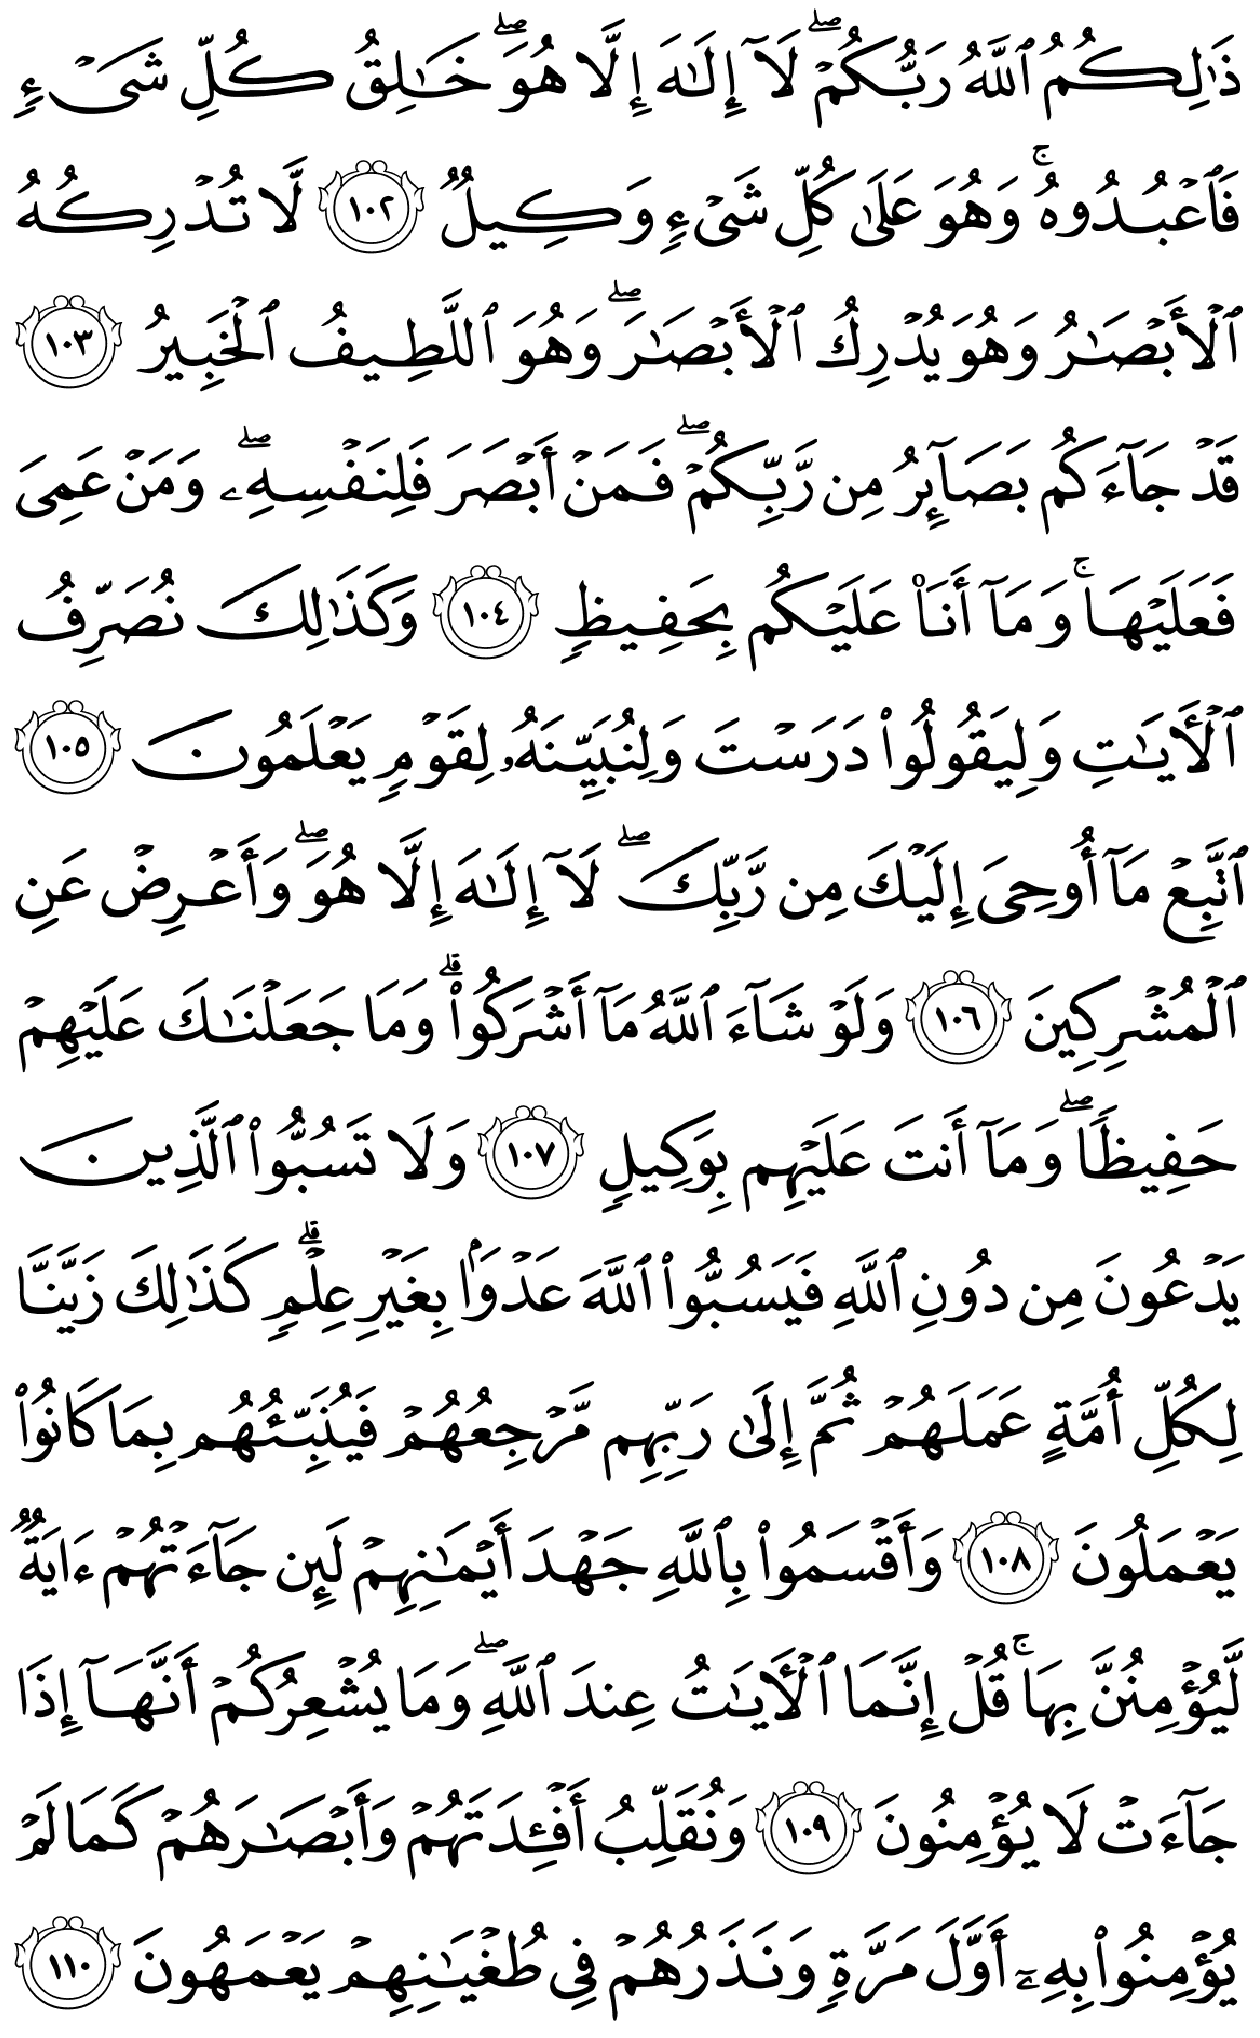 ذَٰلِكُمُ ٱللَّهُ رَبُّكُمْۖ لَآ إِلَٰهَ إِلَّا هُوَۖ خَٰلِقُ كُلِّ شَىْءٍ
فَٱعْبُدُوهُۚ وَهُوَ عَلَىٰ كُلِّ شَىْءٍ وَكِيلٌ ١٠٢ لَّا تُدْرِكُهُ
ٱلْأَبْصَٰرُ وَهُوَ يُدْرِكُ ٱلْأَبْصَٰرَۖ وَهُوَ ٱللَّطِيفُ ٱلْخَبِيرُ ١٠٣
قَدْ جَآءَكُم بَصَآئِرُ مِن رَّبِّكُمْۖ فَمَنْ أَبْصَرَ فَلِنَفْسِهِۦۖ وَمَنْ عَمِىَ
فَعَلَيْهَاۚ وَمَآ أَنَا۠ عَلَيْكُم بِحَفِيظٍ ١٠٤ وَكَذَٰلِكَ نُصَرِّفُ
ٱلْأَيَٰتِ وَلِيَقُولُوا۟ دَرَسْتَ وَلِنُبَيِّنَهُۥ لِقَوْمٍ يَعْلَمُونَ ١٠٥
ٱتَّبِعْ مَآ أُوحِىَ إِلَيْكَ مِن رَّبِّكَۖ لَآ إِلَٰهَ إِلَّا هُوَۖ وَأَعْرِضْ عَنِ
ٱلْمُشْرِكِينَ ١٠٦ وَلَوْ شَآءَ ٱللَّهُ مَآ أَشْرَكُوا۟ۗ وَمَا جَعَلْنَٰكَ عَلَيْهِمْ
حَفِيظًاۖ وَمَآ أَنتَ عَلَيْهِم بِوَكِيلٍ ١٠٧ وَلَا تَسُبُّوا۟ ٱلَّذِينَ
يَدْعُونَ مِن دُونِ ٱللَّهِ فَيَسُبُّوا۟ ٱللَّهَ عَدْوَۢا بِغَيْرِ عِلْمٍۗ كَذَٰلِكَ زَيَّنَّا
لِكُلِّ أُمَّةٍ عَمَلَهُمْ ثُمَّ إِلَىٰ رَبِّهِم مَّرْجِعُهُمْ فَيُنَبِّئُهُم بِمَا كَانُوا۟
يَعْمَلُونَ ١٠٨ وَأَقْسَمُوا۟ بِٱللَّهِ جَهْدَ أَيْمَٰنِهِمْ لَئِن جَآءَتْهُمْ ءَايَةٌ
لَّيُؤْمِنُنَّ بِهَاۚ قُلْ إِنَّمَا ٱلْأَيَٰتُ عِندَ ٱللَّهِۖ وَمَا يُشْعِرُكُمْ أَنَّهَآ إِذَا
جَآءَتْ لَا يُؤْمِنُونَ ١٠٩ وَنُقَلِّبُ أَفْـِٔدَتَهُمْ وَأَبْصَٰرَهُمْ كَمَا لَمْ
يُؤْمِنُوا۟ بِهِۦٓ أَوَّلَ مَرَّةٍ وَنَذَرُهُمْ فِى طُغْيَٰنِهِمْ يَعْمَهُونَ ١١٠